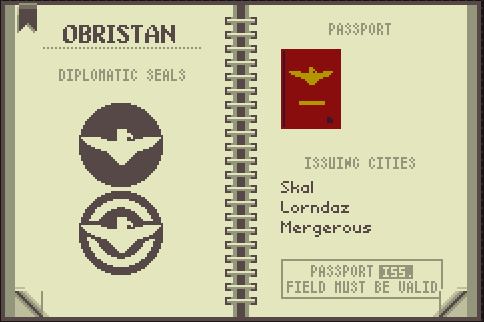 OBRISTAN
DIPLOMATIC SEALS
PASSPORT
ISSUING CITIES
Skal
Lorndaz
Mergerous
PASSPORT ISS.
FIELD MUST BE VALID